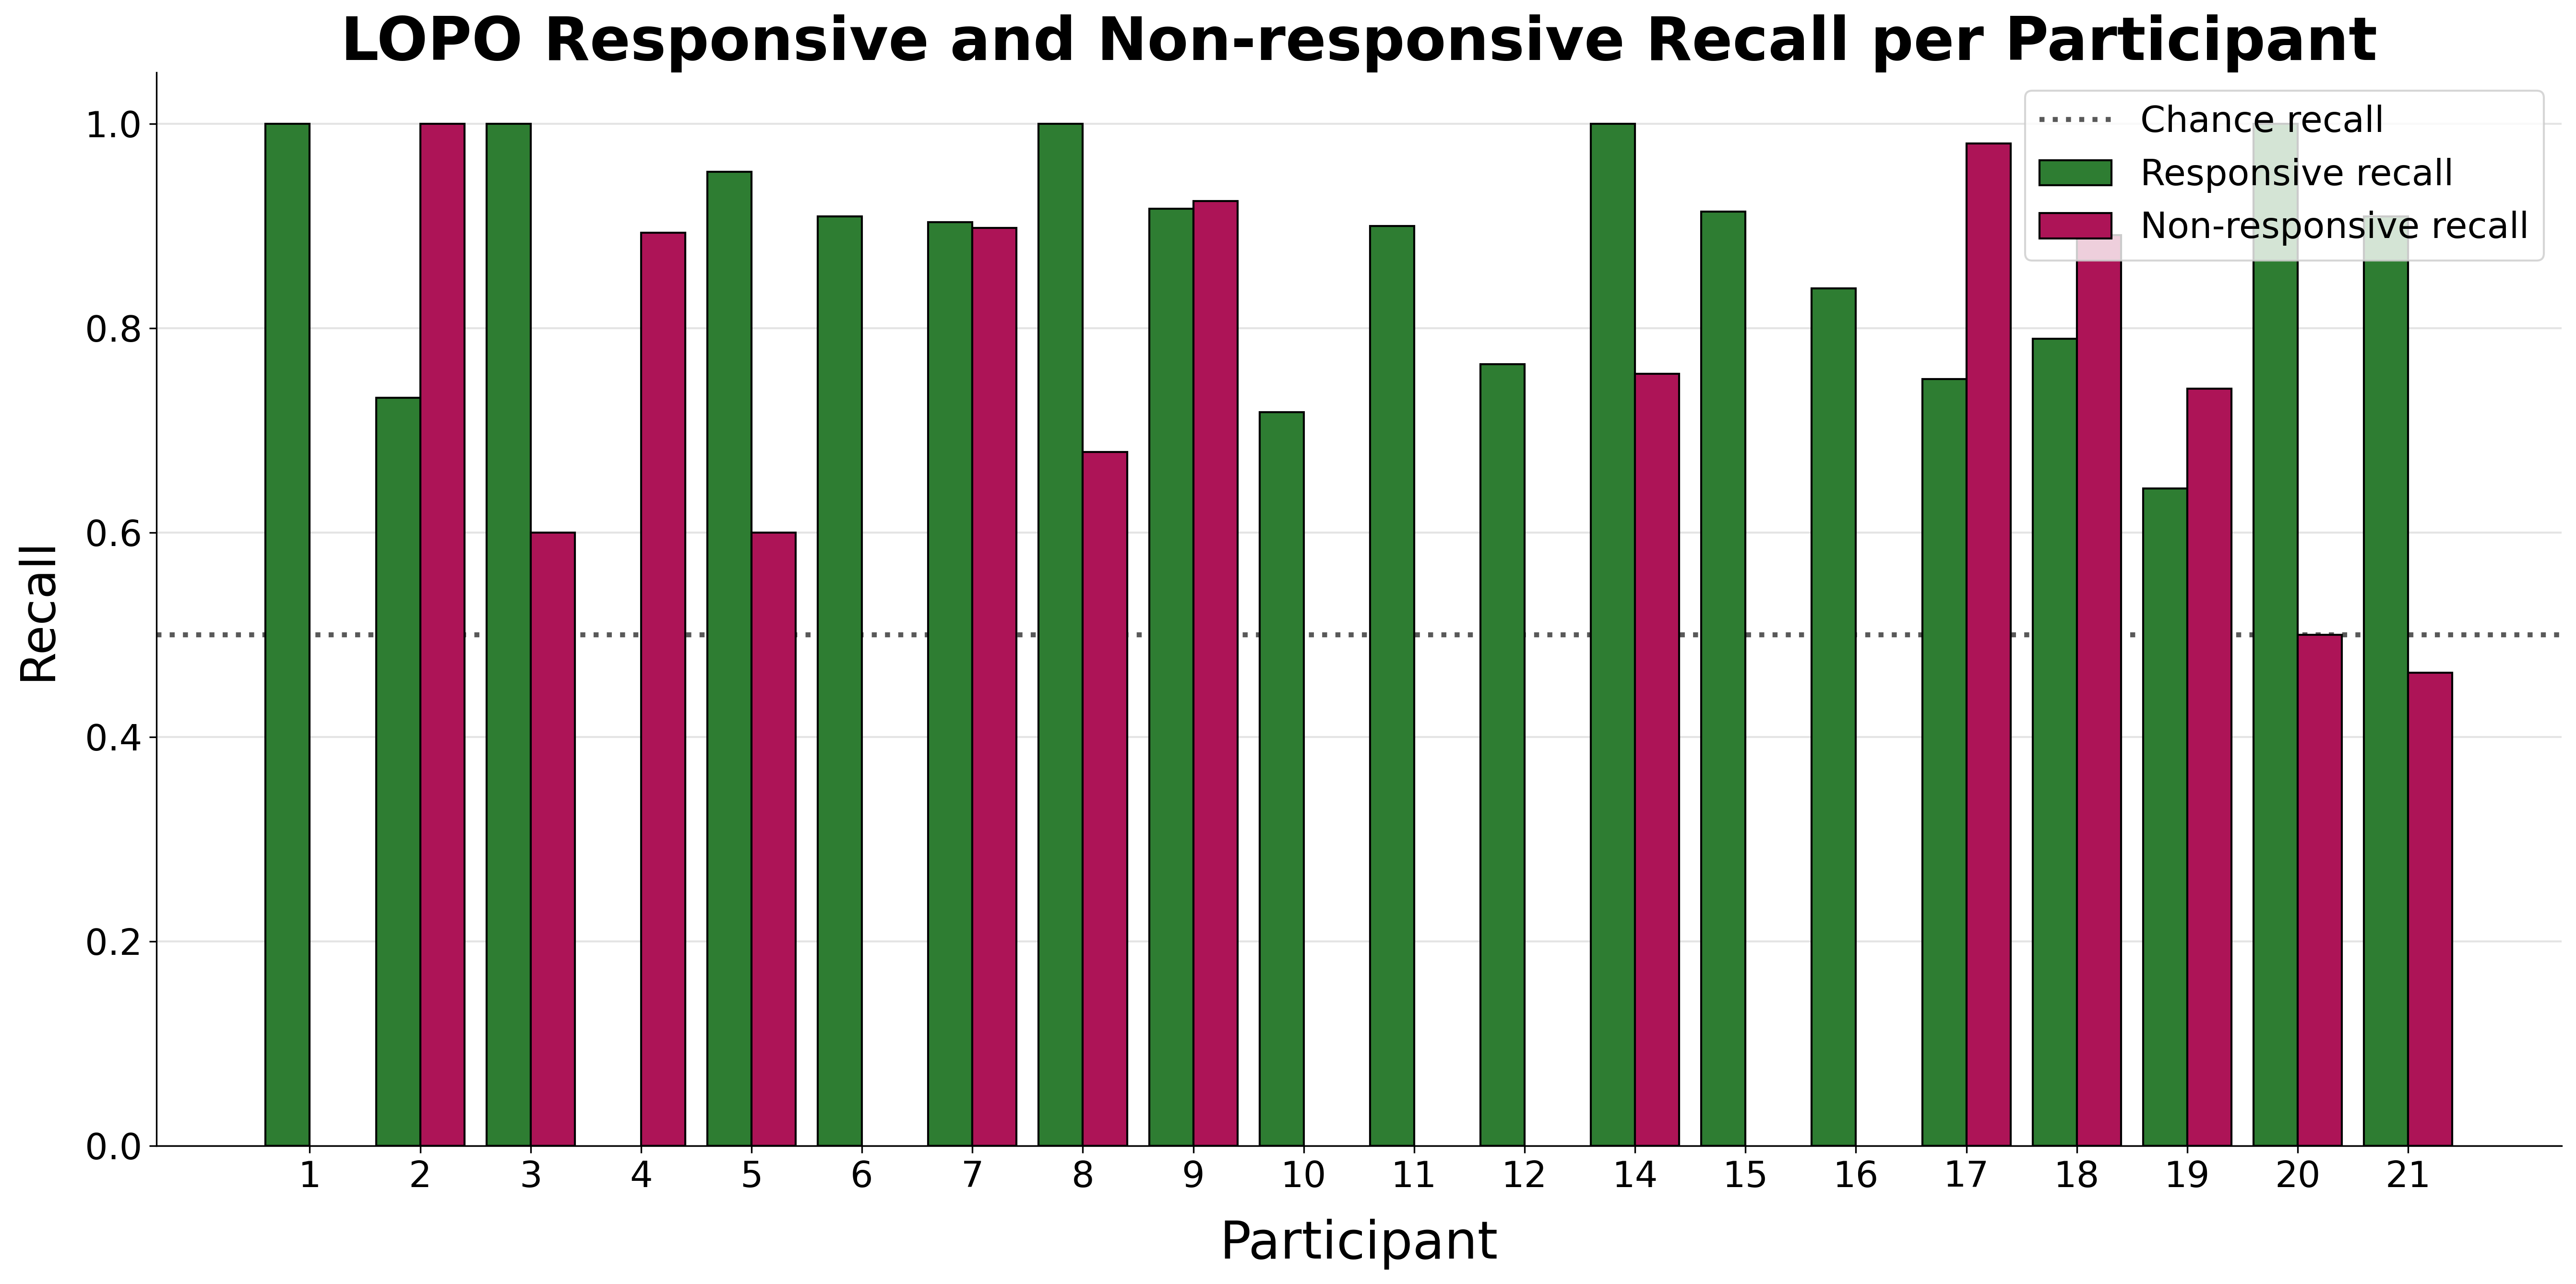 LOPO Responsive and Non-responsive Recall per Participant
Chance recall
Responsive recall
Non-responsive recall
1.0
0.8
0.6
0.4
0.2
0.0
Recall
1 2 3 4 5 6 7 8 9 10 11 12 14 15 16 17 18 19 20 21
Participant